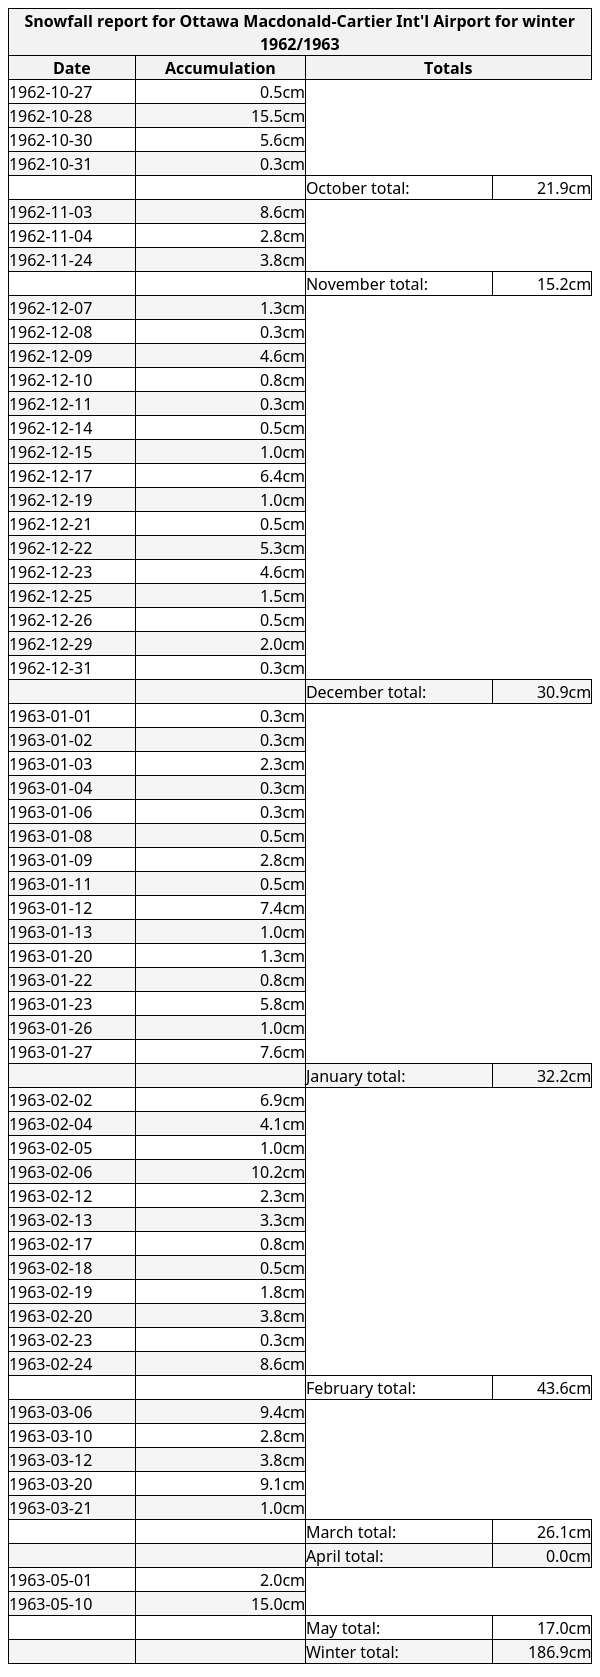 Snowfall report for Ottawa Macdonald-Cartier Int'l Airport for winter
1962/1963
Date Accumulation Totals
1962-10-27 0.5cm
1962-10-28 15.5cm
1962-10-30 5.6cm
1962-10-31 0.3cm
October total: 21.9cm
1962-11-03 8.6cm
1962-11-04 2.8cm
1962-11-24 3.8cm
November total: 15.2cm
1962-12-07 1.3cm
1962-12-08 0.3cm
1962-12-09 4.6cm
1962-12-10 0.8cm
1962-12-11 0.3cm
1962-12-14 0.5cm
1962-12-15 1.0cm
1962-12-17 6.4cm
1962-12-19 1.0cm
1962-12-21 0.5cm
1962-12-22 5.3cm
1962-12-23 4.6cm
1962-12-25 1.5cm
1962-12-26 0.5cm
1962-12-29 2.0cm
1962-12-31 0.3cm
December total: 30.9cm
1963-01-01 0.3cm
1963-01-02 0.3cm
1963-01-03 2.3cm
1963-01-04 0.3cm
1963-01-06 0.3cm
1963-01-08 0.5cm
1963-01-09 2.8cm
1963-01-11 0.5cm
1963-01-12 7.4cm
1963-01-13 1.0cm
1963-01-20 1.3cm
1963-01-22 0.8cm
1963-01-23 5.8cm
1963-01-26 1.0cm
1963-01-27 7.6cm
January total: 32.2cm
1963-02-02 6.9cm
1963-02-04 4.1cm
1963-02-05 1.0cm
1963-02-06 10.2cm
1963-02-12 2.3cm
1963-02-13 3.3cm
1963-02-17 0.8cm
1963-02-18 0.5cm
1963-02-19 1.8cm
1963-02-20 3.8cm
1963-02-23 0.3cm
1963-02-24 8.6cm
February total: 43.6cm
1963-03-06 9.4cm
1963-03-10 2.8cm
1963-03-12 3.8cm
1963-03-20 9.1cm
1963-03-21 1.0cm
March total: 26.1cm
April total: 0.0cm
1963-05-01 2.0cm
1963-05-10 15.0cm
May total: 17.0cm
Winter total: 186.9cm